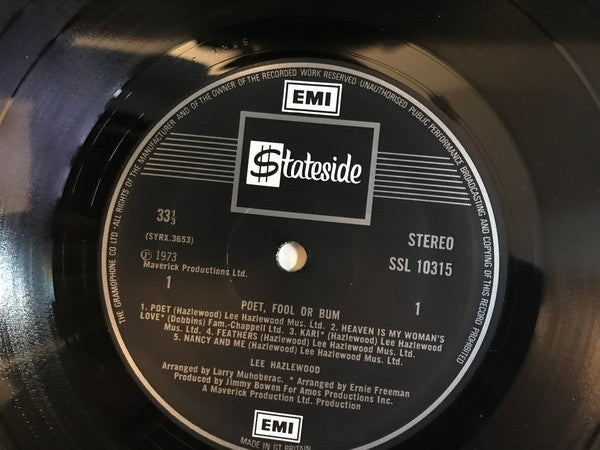 EMI
ALL RIGHTS OF THE MANUFACTURER AND OF THE OWNER OF THE RECORDED WORK RESERVED UNAUTHORISED PUBLIC PERFORMANCE BROADCASTING AND COPYING OF THIS RECORD PROHIBITED
THE GRAMOPHONE CO LTD.
$tateside
33⅓
(SYRX.3653)
Ⓟ 1973
Maverick Productions Ltd.
1
STEREO
SSL 10315
1
POET, FOOL OR BUM
1. POET (Hazlewood) Lee Hazlewood Mus. Ltd. 2. HEAVEN IS MY WOMAN'S
LOVE* (Dobbins) Fam.-Chappell Ltd. 3. KARI* (Hazlewood) Lee Hazlewood
Mus. Ltd. 4. FEATHERS (Hazlewood) Lee Hazlewood Mus. Ltd.
5. NANCY AND ME (Hazlewood) Lee Hazlewood Mus. Ltd.
LEE HAZLEWOOD
Arranged by Larry Muhoberac. * Arranged by Ernie Freeman
Produced by Jimmy Bowen For Amos Productions Inc.
A Maverick Production Ltd. Production
EMI
MADE IN GT BRITAIN